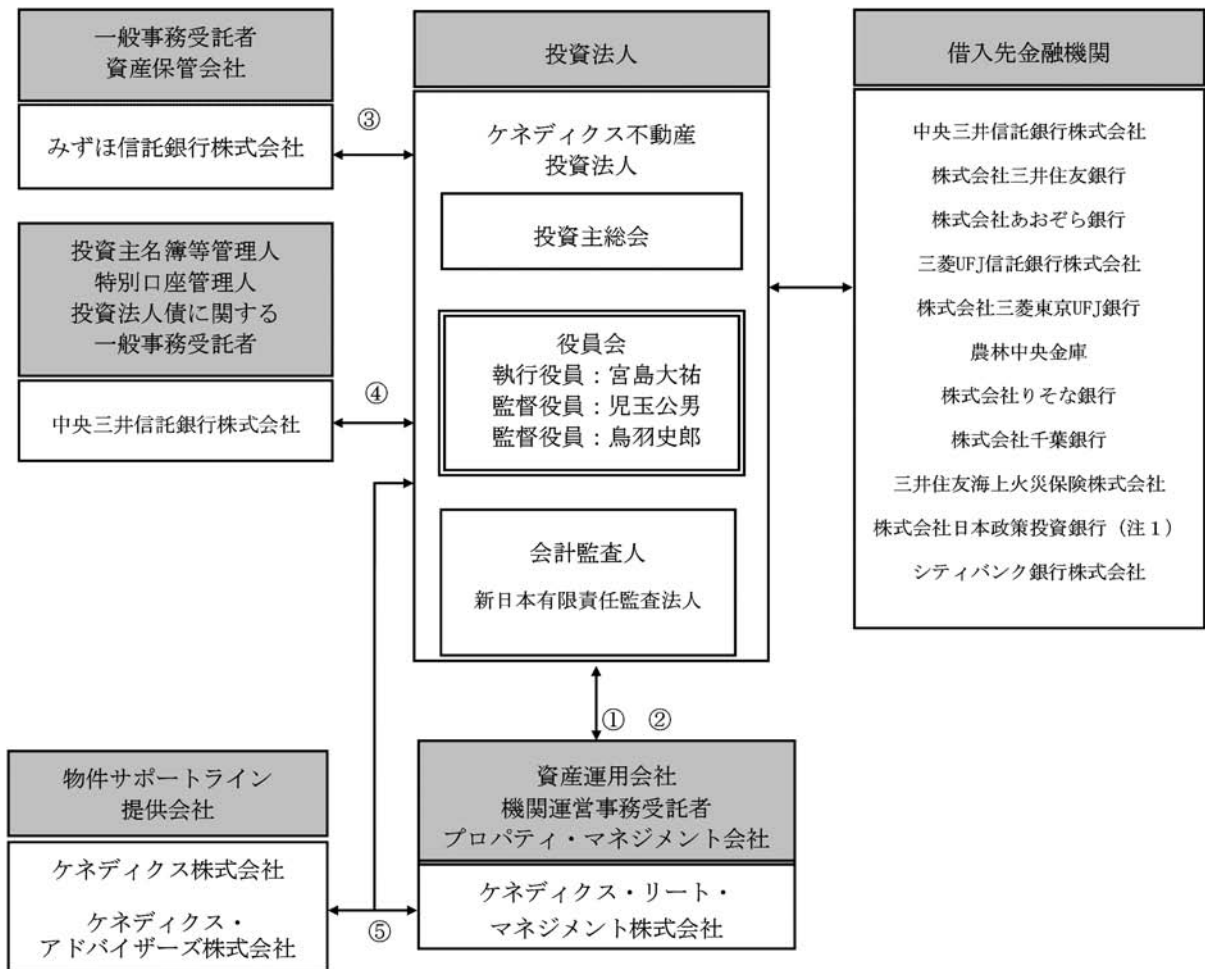 一般事務受託者
資産保管会社
みずほ信託銀行株式会社
③
投資主名簿等管理人
特別口座管理人
投資法人債に関する
一般事務受託者
中央三井信託銀行株式会社
④
投資法人
ケネディクス不動産
投資法人
投資主総会
役員会
執行役員：宮島大祐
監督役員：児玉公男
監督役員：鳥羽史郎
会計監査人
新日本有限責任監査法人
借入先金融機関
中央三井信託銀行株式会社
株式会社三井住友銀行
株式会社あおぞら銀行
三菱UFJ信託銀行株式会社
株式会社三菱東京UFJ銀行
農林中央金庫
株式会社りそな銀行
株式会社千葉銀行
三井住友海上火災保険株式会社
株式会社日本政策投資銀行（注１）
シティバンク銀行株式会社
① ②
物件サポートライン
提供会社
ケネディクス株式会社
ケネディクス・
アドバイザーズ株式会社
⑤
資産運用会社
機関運営事務受託者
プロパティ・マネジメント会社
ケネディクス・リート・
マネジメント株式会社